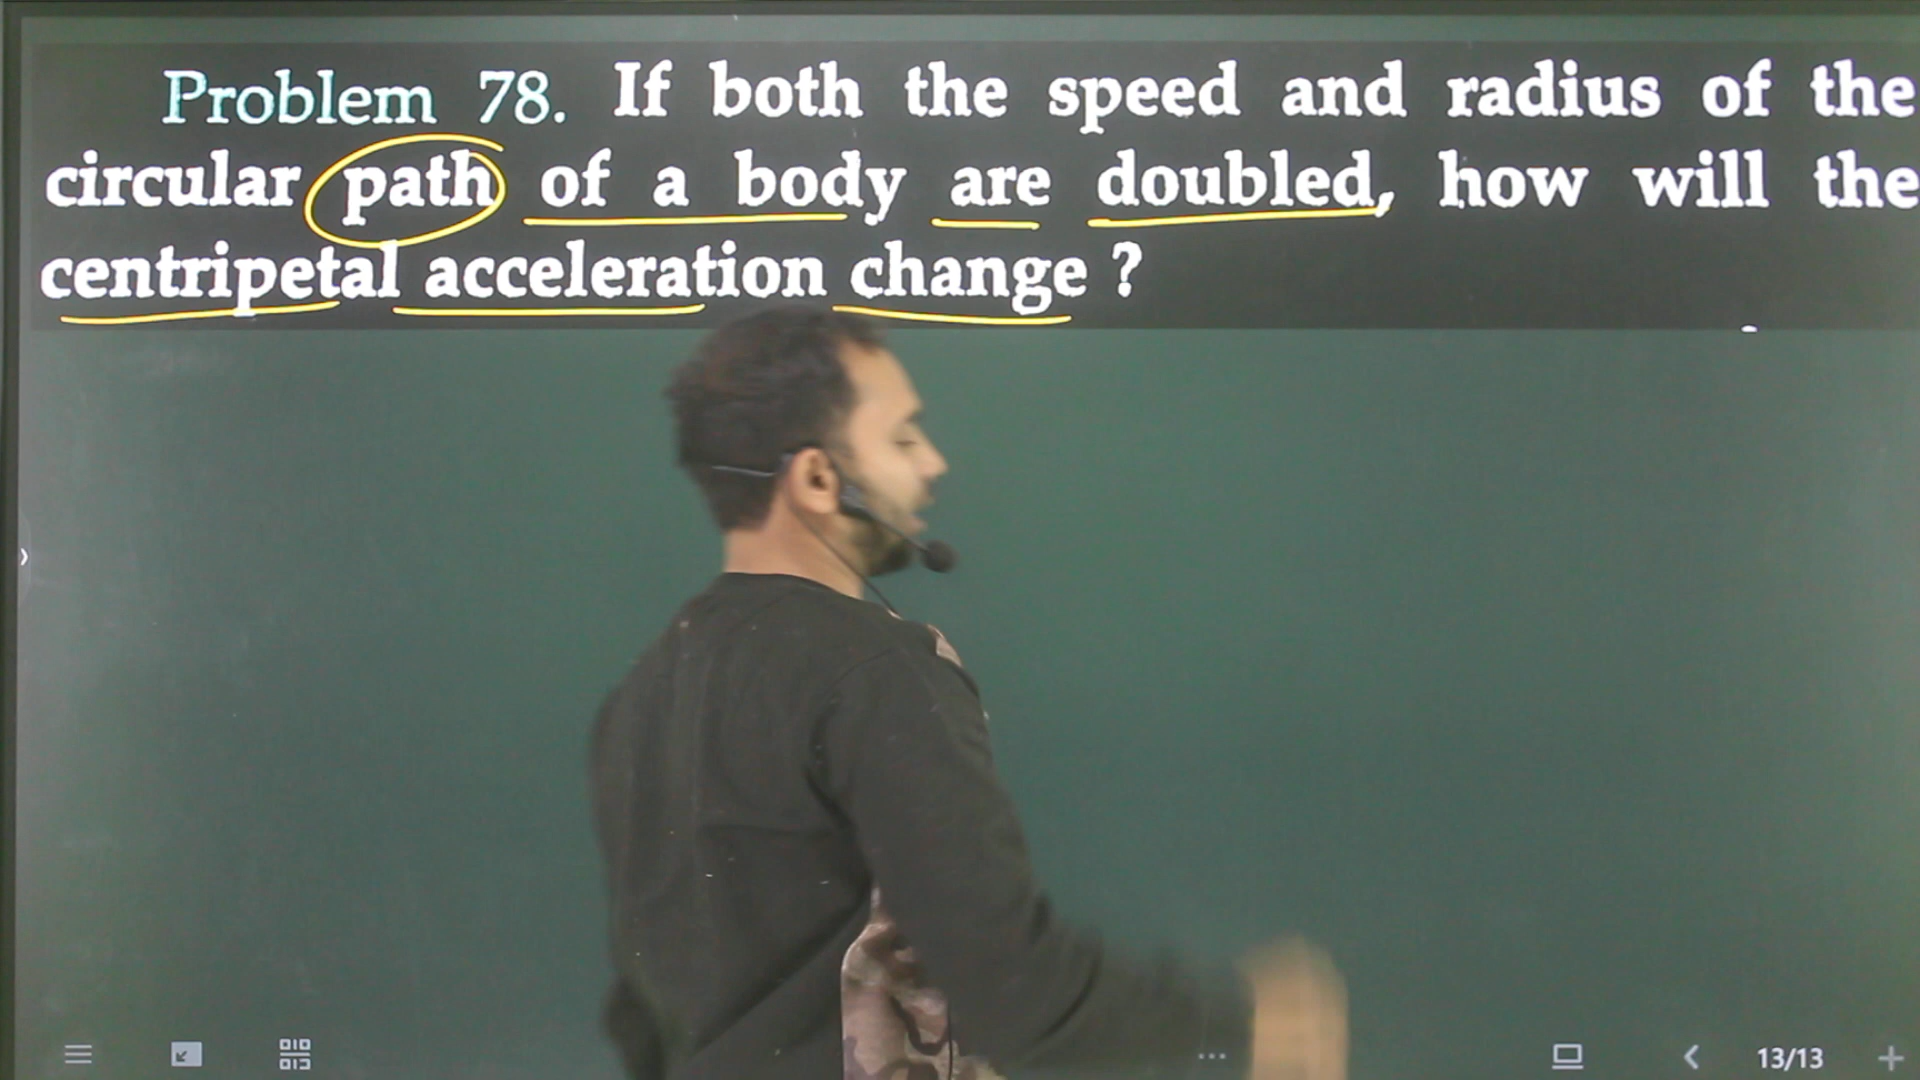 Problem 78. If both the speed and radius of the
circular path of a body are doubled, how will the
centripetal acceleration change ?
13/13